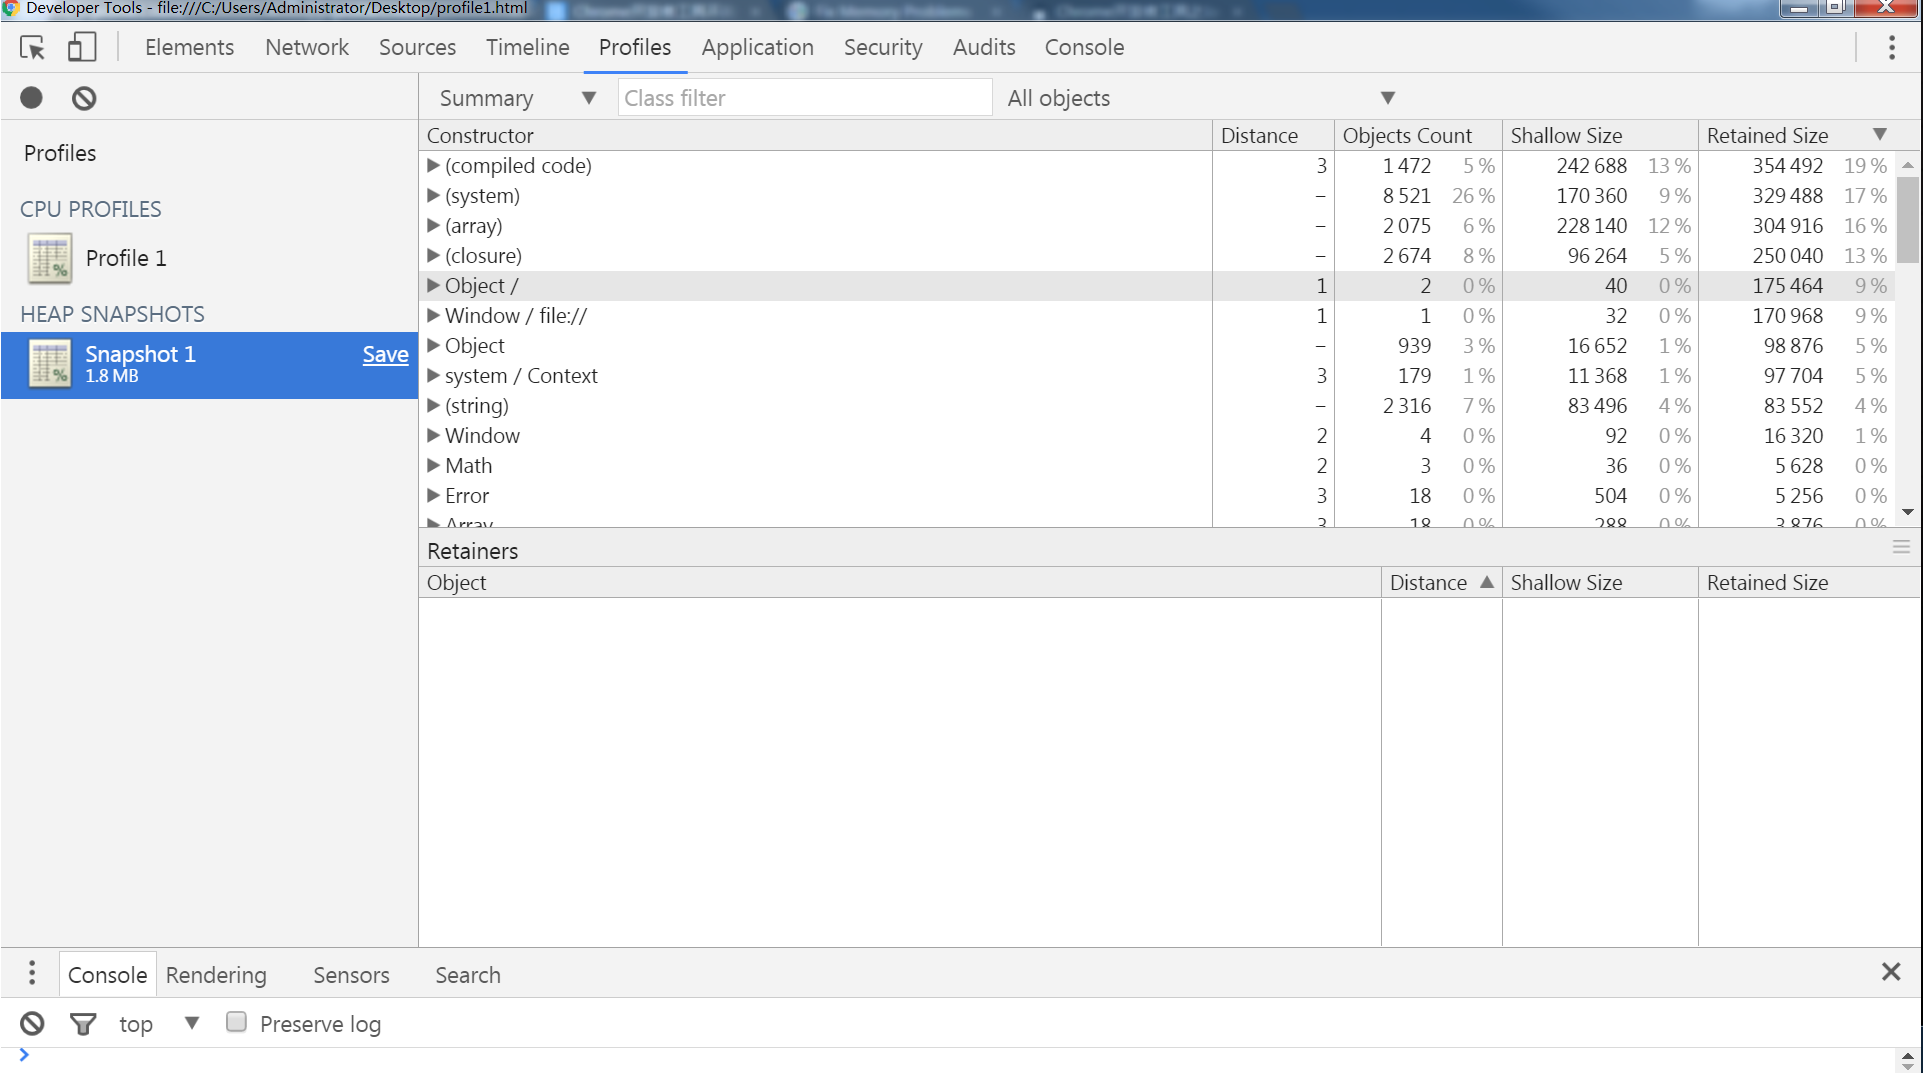 Developer Tools - file:///C:/Users/Administrator/Desktop/profile1.html
Elements Network Sources Timeline Profiles Application Security Audits Console
Summary Class filter All objects
Profiles
CPU PROFILES
Profile 1
HEAP SNAPSHOTS
Snapshot 1 Save
1.8 MB
Constructor Distance Objects Count Shallow Size Retained Size
(compiled code) 3 1 472 5 % 242 688 13 % 354 492 19 %
(system) – 8 521 26 % 170 360 9 % 329 488 17 %
(array) – 2 075 6 % 228 140 12 % 304 916 16 %
(closure) – 2 674 8 % 96 264 5 % 250 040 13 %
Object / 1 2 0 % 40 0 % 175 464 9 %
Window / file:// 1 1 0 % 32 0 % 170 968 9 %
Object – 939 3 % 16 652 1 % 98 876 5 %
system / Context 3 179 1 % 11 368 1 % 97 704 5 %
(string) – 2 316 7 % 83 496 4 % 83 552 4 %
Window 2 4 0 % 92 0 % 16 320 1 %
Math 2 3 0 % 36 0 % 5 628 0 %
Error 3 18 0 % 504 0 % 5 256 0 %
Array 3 18 0 % 288 0 % 3 876 0 %
Retainers
Object Distance Shallow Size Retained Size
Console Rendering Sensors Search
top Preserve log